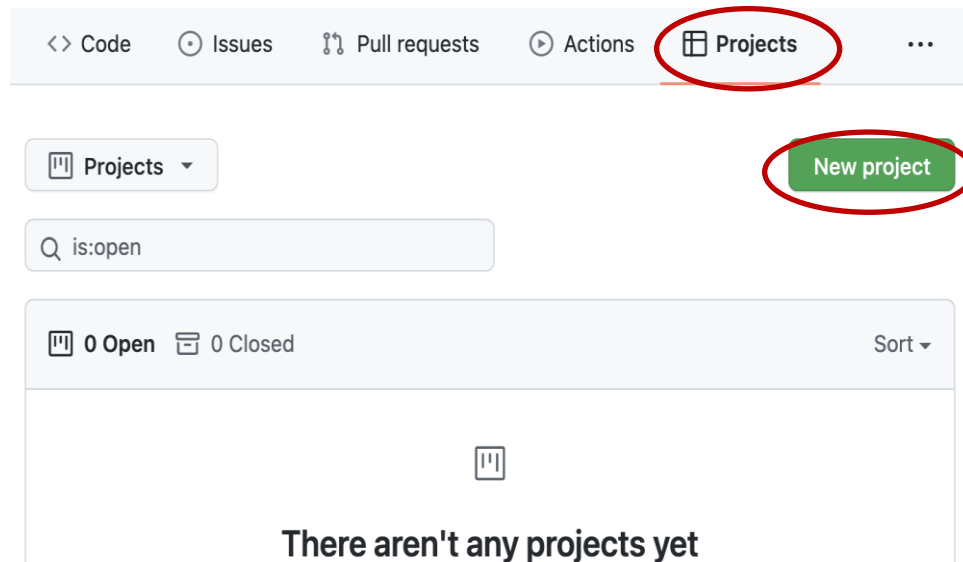 <> Code Issues Pull requests Actions Projects ...
Projects New project
is:open
0 Open 0 Closed Sort
There aren't any projects yet